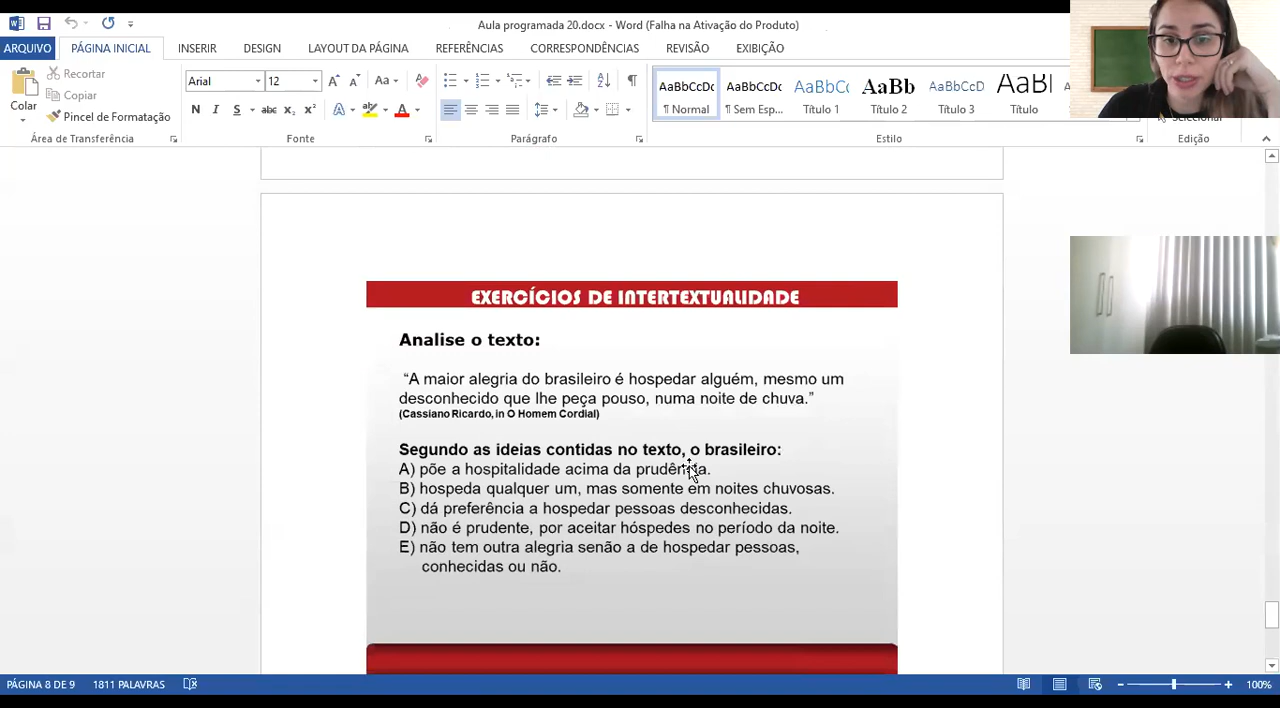 Aula programada 20.docx - Word (Falha na Ativação do Produto)
ARQUIVO PÁGINA INICIAL INSERIR DESIGN LAYOUT DA PÁGINA REFERÊNCIAS CORRESPONDÊNCIAS REVISÃO EXIBIÇÃO
Colar
Recortar
Copiar
Pincel de Formatação
Área de Transferência
Arial 12
Fonte
Parágrafo
AaBbCcDc AaBbCcDc AaBbCc AaBb AaBbCcD AaBl
¶ Normal ¶ Sem Esp... Título 1 Título 2 Título 3 Título
Estilo
Selecionar
Edição
EXERCÍCIOS DE INTERTEXTUALIDADE
Analise o texto:
“A maior alegria do brasileiro é hospedar alguém, mesmo um
desconhecido que lhe peça pouso, numa noite de chuva.”
(Cassiano Ricardo, in O Homem Cordial)
Segundo as ideias contidas no texto, o brasileiro:
A) põe a hospitalidade acima da prudência.
B) hospeda qualquer um, mas somente em noites chuvosas.
C) dá preferência a hospedar pessoas desconhecidas.
D) não é prudente, por aceitar hóspedes no período da noite.
E) não tem outra alegria senão a de hospedar pessoas,
conhecidas ou não.
PÁGINA 8 DE 9 1811 PALAVRAS 100%